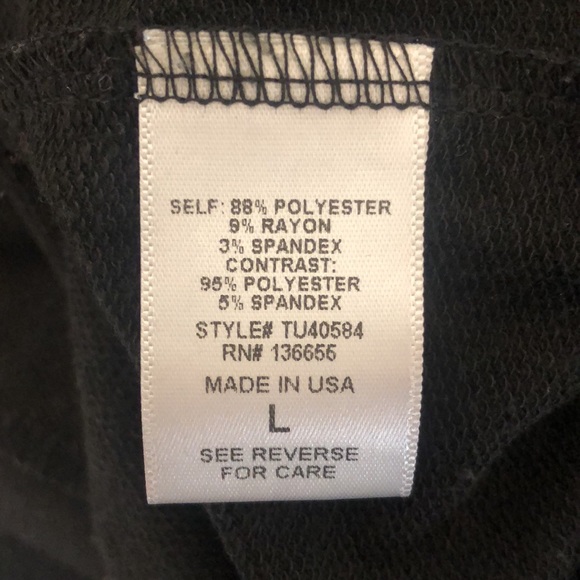 SELF: 88% POLYESTER
9% RAYON
3% SPANDEX
CONTRAST:
95% POLYESTER
5% SPANDEX
STYLE# TU40584
RN# 136655
MADE IN USA
L
SEE REVERSE
FOR CARE